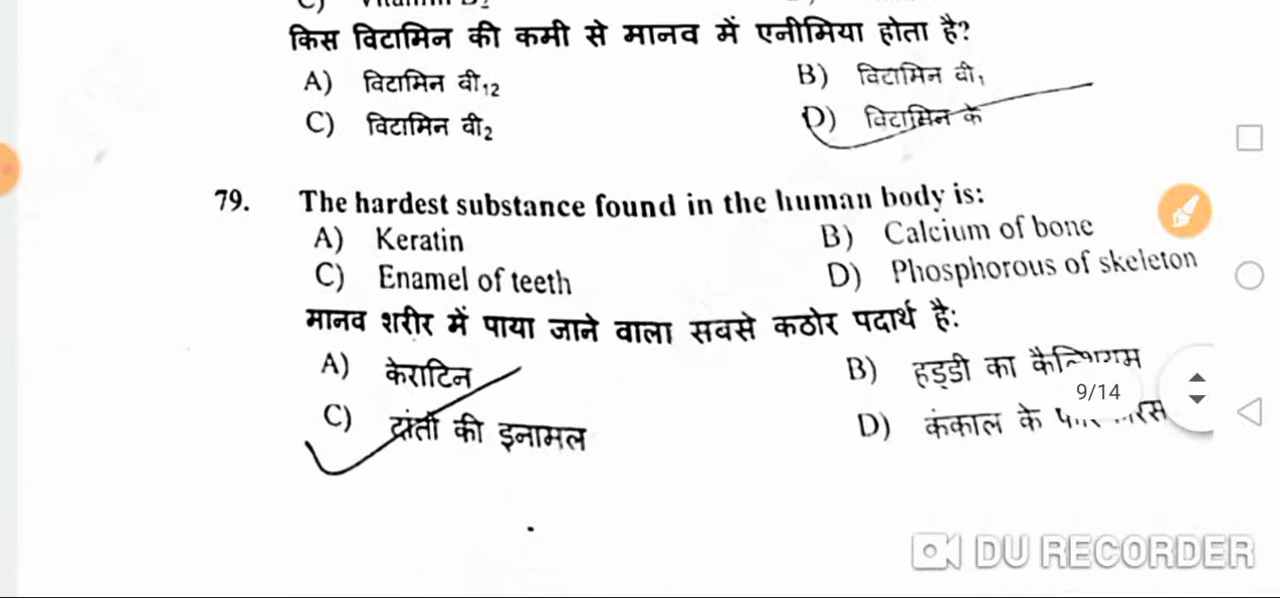 किस विटामिन की कमी से मानव में एनीमिया होता है?
A) विटामिन वी₁₂ B) विटामिन वी₁
C) विटामिन वी₂ D) विटामिन के
79. The hardest substance found in the human body is:
A) Keratin B) Calcium of bone
C) Enamel of teeth D) Phosphorous of skeleton
मानव शरीर में पाया जाने वाला सबसे कठोर पदार्थ है:
A) केराटिन B) हड्डी का कैल्शियम
9/14
C) दांतों की इनामल D) कंकाल के
DU RECORDER